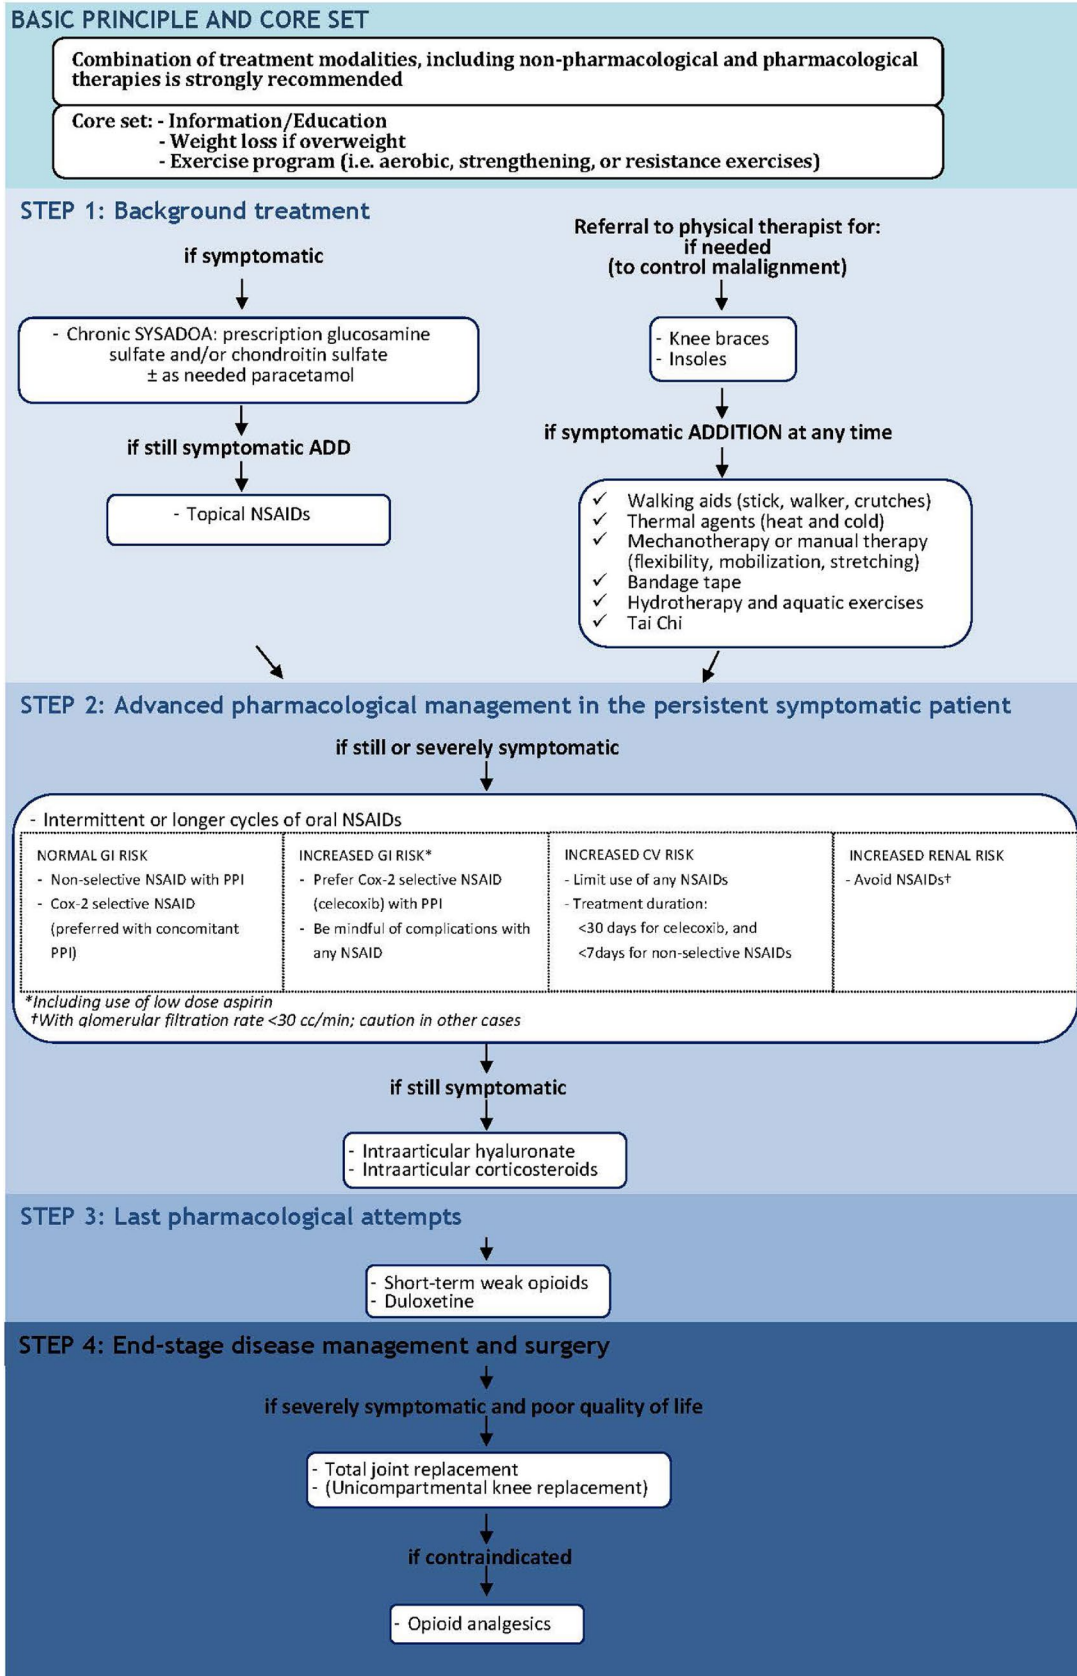 BASIC PRINCIPLE AND CORE SET
Combination of treatment modalities, including non-pharmacological and pharmacological
therapies is strongly recommended
Core set: - Information/Education
- Weight loss if overweight
- Exercise program (i.e. aerobic, strengthening, or resistance exercises)
STEP 1: Background treatment
if symptomatic
- Chronic SYSADOA: prescription glucosamine
sulfate and/or chondroitin sulfate
± as needed paracetamol
if still symptomatic ADD
- Topical NSAIDs
Referral to physical therapist for:
if needed
(to control malalignment)
- Knee braces
- Insoles
if symptomatic ADDITION at any time
✓ Walking aids (stick, walker, crutches)
✓ Thermal agents (heat and cold)
✓ Mechanotherapy or manual therapy
(flexibility, mobilization, stretching)
✓ Bandage tape
✓ Hydrotherapy and aquatic exercises
✓ Tai Chi
STEP 2: Advanced pharmacological management in the persistent symptomatic patient
if still or severely symptomatic
- Intermittent or longer cycles of oral NSAIDs
NORMAL GI RISK
- Non-selective NSAID with PPI
- Cox-2 selective NSAID
(preferred with concomitant
PPI)
INCREASED GI RISK*
- Prefer Cox-2 selective NSAID
(celecoxib) with PPI
- Be mindful of complications with
any NSAID
INCREASED CV RISK
- Limit use of any NSAIDs
- Treatment duration:
<30 days for celecoxib, and
<7days for non-selective NSAIDs
INCREASED RENAL RISK
- Avoid NSAIDs†
*Including use of low dose aspirin
†With glomerular filtration rate <30 cc/min; caution in other cases
if still symptomatic
- Intraarticular hyaluronate
- Intraarticular corticosteroids
STEP 3: Last pharmacological attempts
- Short-term weak opioids
- Duloxetine
STEP 4: End-stage disease management and surgery
if severely symptomatic and poor quality of life
- Total joint replacement
- (Unicompartmental knee replacement)
if contraindicated
- Opioid analgesics